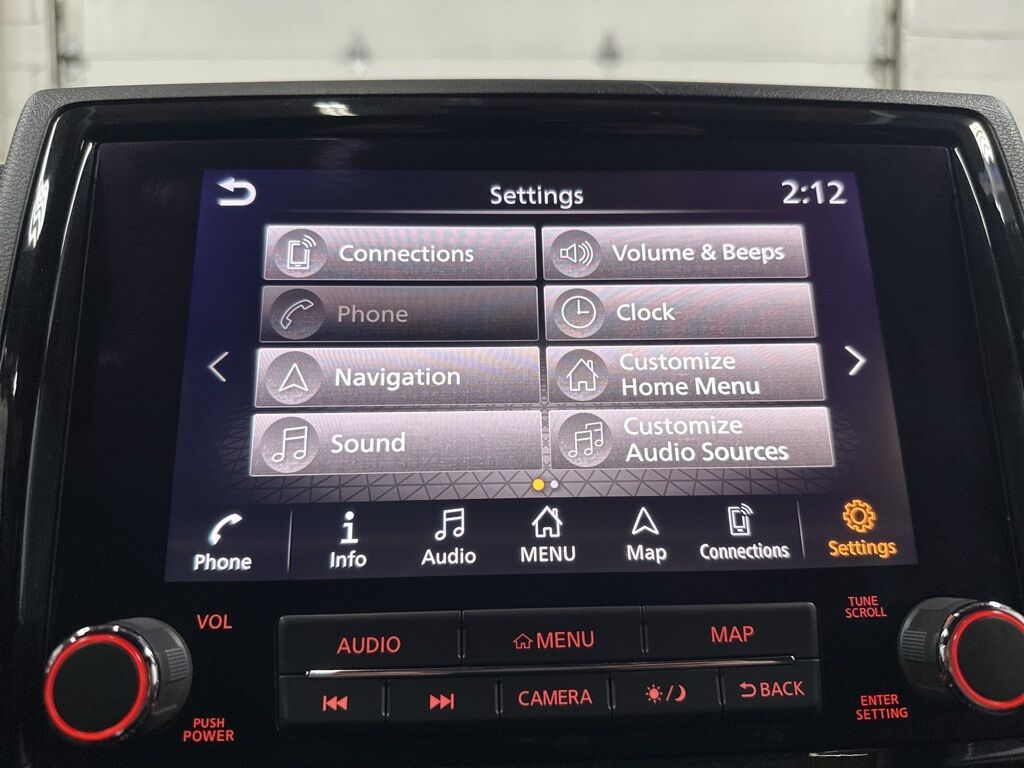 Settings
2:12
Connections
Volume & Beeps
Phone
Clock
Navigation
Customize
Home Menu
Sound
Customize
Audio Sources
Phone
Info
Audio
MENU
Map
Connections
Settings
VOL
AUDIO
MENU
MAP
TUNE
SCROLL
PUSH
POWER
CAMERA
BACK
ENTER
SETTING